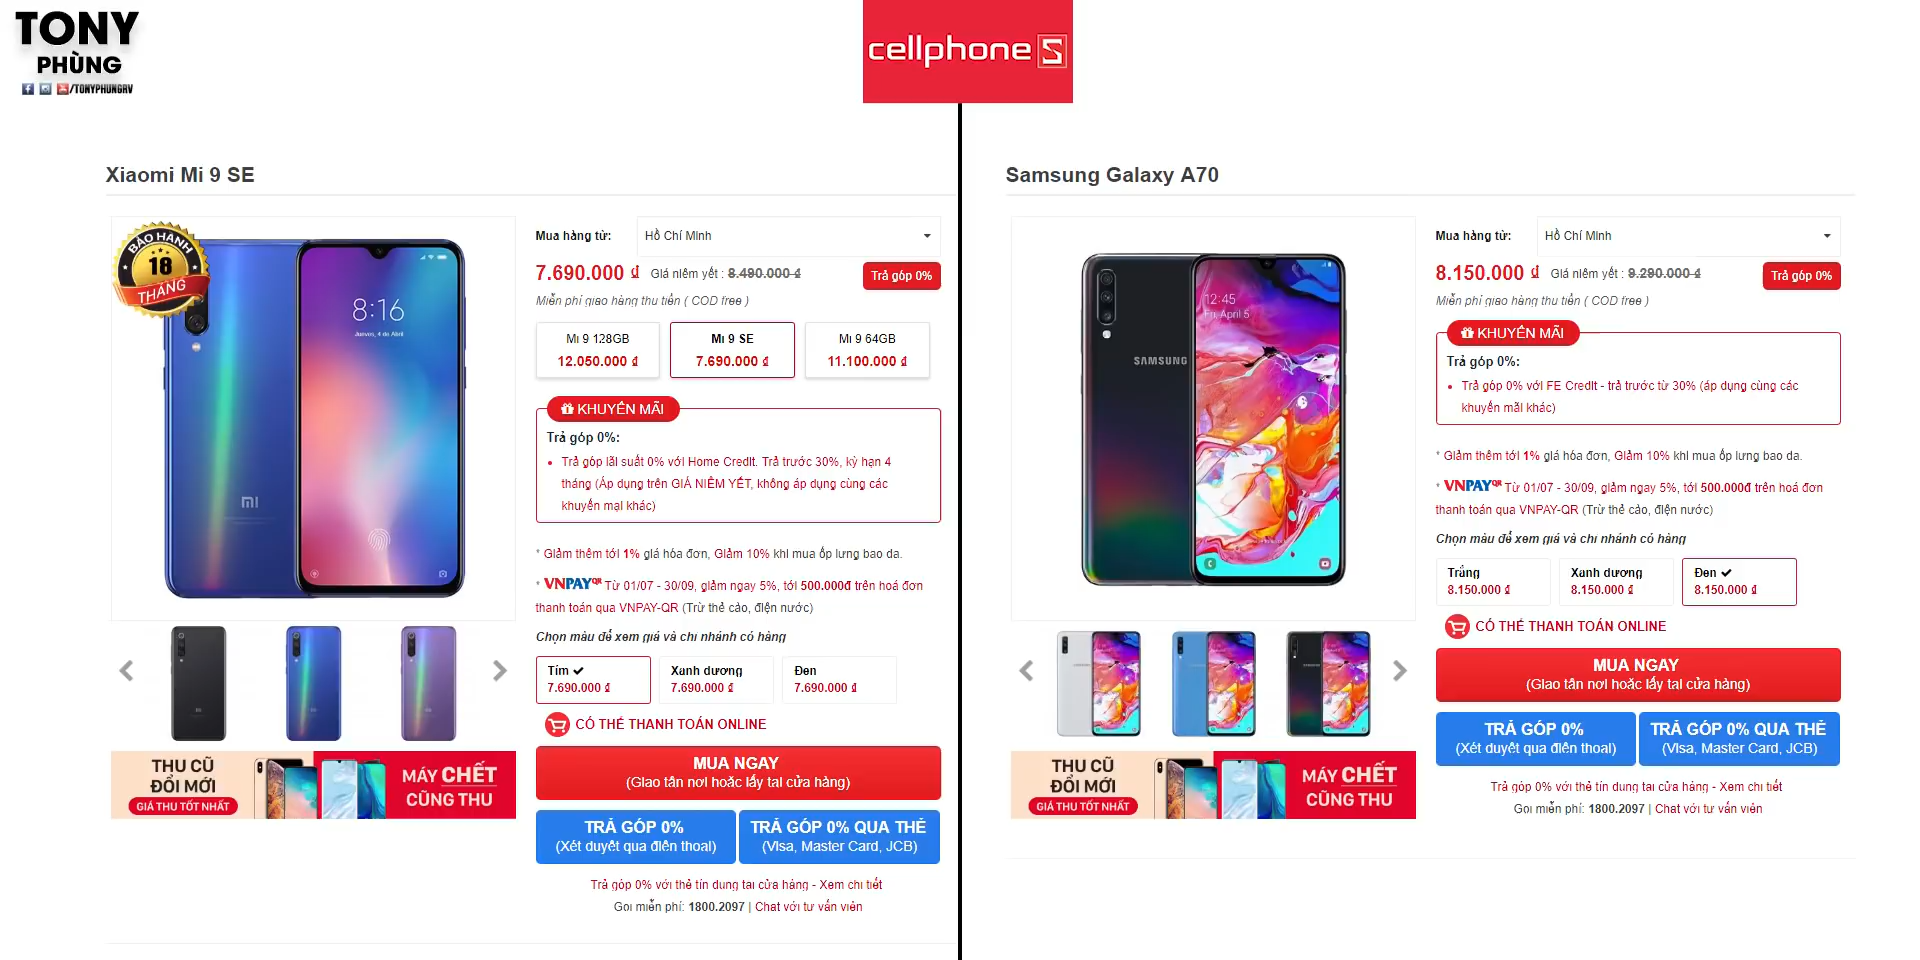 TONY
PHÙNG
/TONYPHUNGRV
cellphoneS
Xiaomi Mi 9 SE
BẢO HÀNH
18
THÁNG
8:16
Jueves, 4 de Abril
MI
Mua hàng từ:
Hồ Chí Minh
7.690.000 ₫
Giá niêm yết : 8.490.000 ₫
Trả góp 0%
Miễn phí giao hàng thu tiền ( COD free )
Mi 9 128GB
12.050.000 ₫
Mi 9 SE
7.690.000 ₫
Mi 9 64GB
11.100.000 ₫
KHUYẾN MÃI
Trả góp 0%:
Trả góp lãi suất 0% với Home Credit. Trả trước 30%, kỳ hạn 4
tháng (Áp dụng trên GIÁ NIÊM YẾT, không áp dụng cùng các
khuyến mại khác)
* Giảm thêm tới 1% giá hóa đơn, Giảm 10% khi mua ốp lưng bao da.
* VNPAYQR Từ 01/07 - 30/09, giảm ngay 5%, tới 500.000đ trên hoá đơn
thanh toán qua VNPAY-QR (Trừ thẻ cào, điện nước)
Chọn màu để xem giá và chi nhánh có hàng
Tím ✔
7.690.000 ₫
Xanh dương
7.690.000 ₫
Đen
7.690.000 ₫
CÓ THỂ THANH TOÁN ONLINE
MUA NGAY
(Giao tận nơi hoặc lấy tại cửa hàng)
TRẢ GÓP 0%
(Xét duyệt qua điện thoại)
TRẢ GÓP 0% QUA THẺ
(Visa, Master Card, JCB)
Trả góp 0% với thẻ tín dụng tại cửa hàng - Xem chi tiết
Gọi miễn phí: 1800.2097 | Chat với tư vấn viên
THU CŨ
ĐỔI MỚI
GIÁ THU TỐT NHẤT
MÁY CHẾT
CŨNG THU
Samsung Galaxy A70
SAMSUNG
12:45
Fri, April 5
Mua hàng từ:
Hồ Chí Minh
8.150.000 ₫
Giá niêm yết : 9.290.000 ₫
Trả góp 0%
Miễn phí giao hàng thu tiền ( COD free )
KHUYẾN MÃI
Trả góp 0%:
Trả góp 0% với FE Credit - trả trước từ 30% (áp dụng cùng các
khuyến mãi khác)
* Giảm thêm tới 1% giá hóa đơn, Giảm 10% khi mua ốp lưng bao da.
* VNPAYQR Từ 01/07 - 30/09, giảm ngay 5%, tới 500.000đ trên hoá đơn
thanh toán qua VNPAY-QR (Trừ thẻ cào, điện nước)
Chọn màu để xem giá và chi nhánh có hàng
Trắng
8.150.000 ₫
Xanh dương
8.150.000 ₫
Đen ✔
8.150.000 ₫
CÓ THỂ THANH TOÁN ONLINE
MUA NGAY
(Giao tận nơi hoặc lấy tại cửa hàng)
TRẢ GÓP 0%
(Xét duyệt qua điện thoại)
TRẢ GÓP 0% QUA THẺ
(Visa, Master Card, JCB)
Trả góp 0% với thẻ tín dụng tại cửa hàng - Xem chi tiết
Gọi miễn phí: 1800.2097 | Chat với tư vấn viên
THU CŨ
ĐỔI MỚI
GIÁ THU TỐT NHẤT
MÁY CHẾT
CŨNG THU